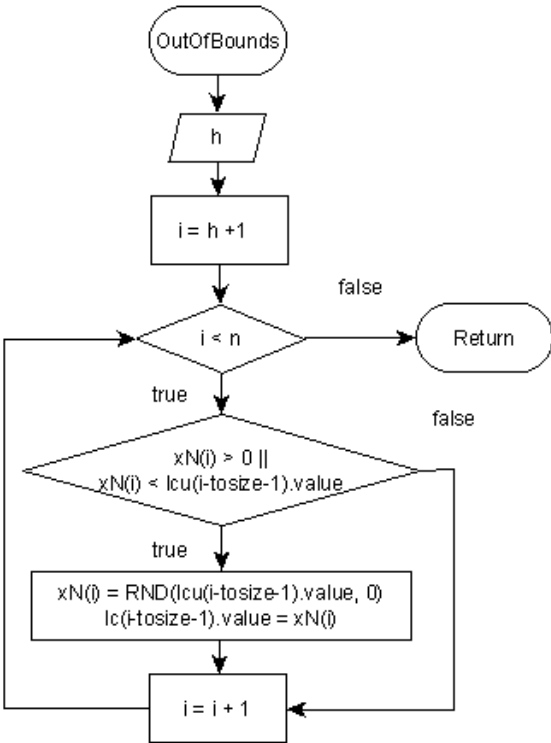 OutOfBounds
h
i = h +1
false
i < n
Return
true
false
xN(i) > 0 ||
xN(i) < lcu(i-tosize-1).value
true
xN(i) = RND(lcu(i-tosize-1).value, 0)
lc(i-tosize-1).value = xN(i)
i = i + 1